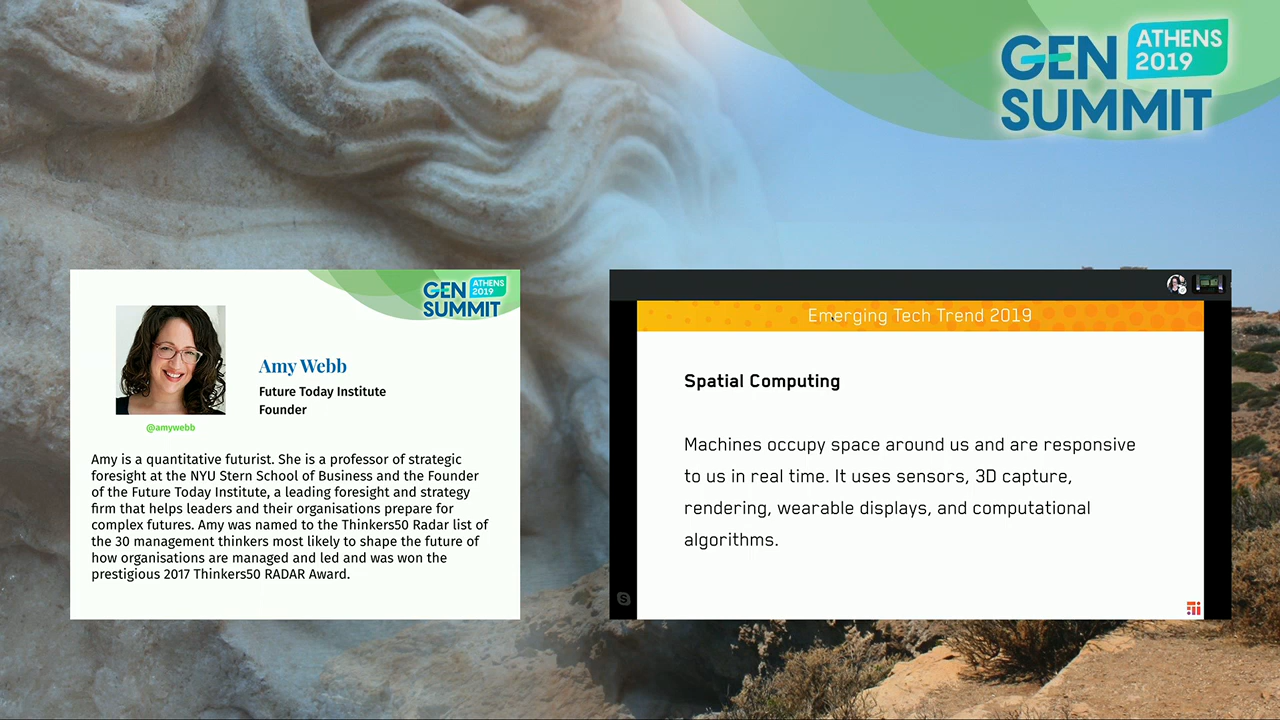 GEN ATHENS 2019
SUMMIT
GEN ATHENS 2019
SUMMIT
Amy Webb
Future Today Institute
Founder
@amywebb
Amy is a quantitative futurist. She is a professor of strategic
foresight at the NYU Stern School of Business and the Founder
of the Future Today Institute, a leading foresight and strategy
firm that helps leaders and their organisations prepare for
complex futures. Amy was named to the Thinkers50 Radar list of
the 30 management thinkers most likely to shape the future of
how organisations are managed and led and was won the
prestigious 2017 Thinkers50 RADAR Award.
Emerging Tech Trend 2019
Spatial Computing
Machines occupy space around us and are responsive
to us in real time. It uses sensors, 3D capture,
rendering, wearable displays, and computational
algorithms.